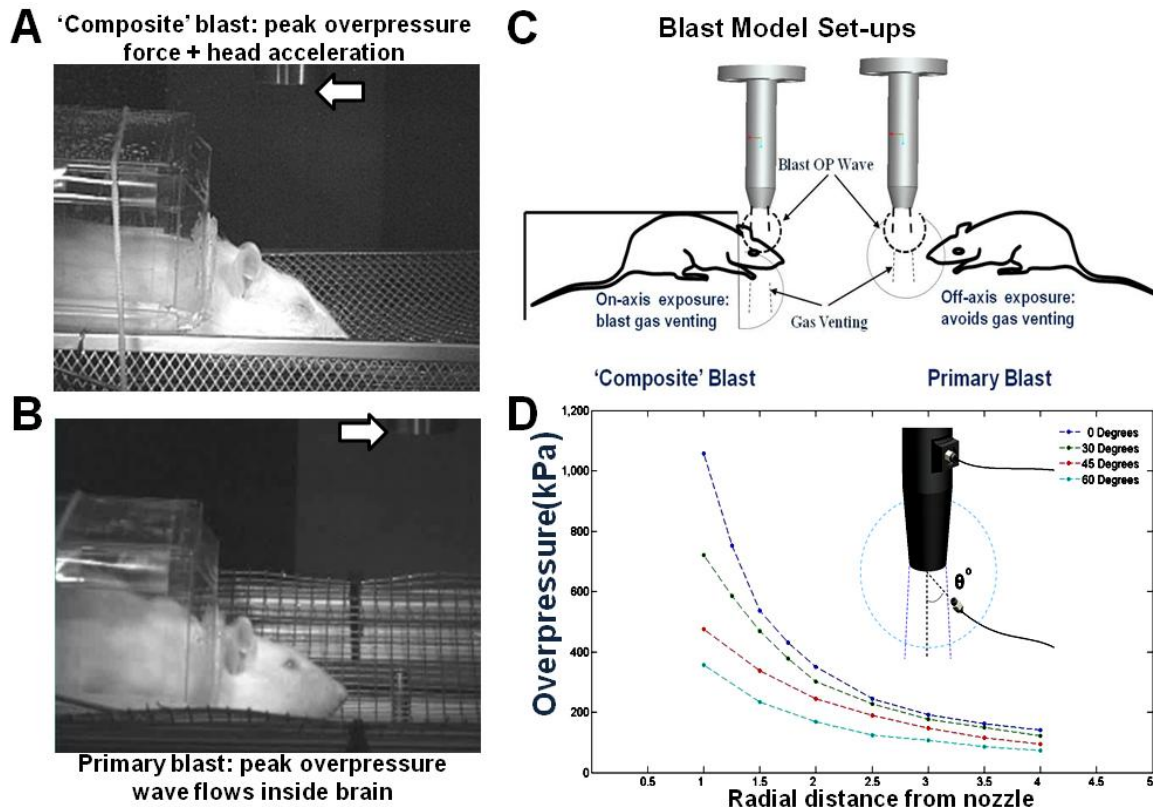 A
'Composite' blast: peak overpressure
force + head acceleration
B
Primary blast: peak overpressure
wave flows inside brain
C
Blast Model Set-ups
Blast OP Wave
On-axis exposure:
blast gas venting
Gas Venting
Off-axis exposure:
avoids gas venting
'Composite' Blast
Primary Blast
D
Overpressure(kPa)
1,200
1,000
800
600
400
200
0
0.5
1
1.5
2
2.5
3
3.5
4
4.5
5
Radial distance from nozzle
0 Degrees
30 Degrees
45 Degrees
60 Degrees
θ°